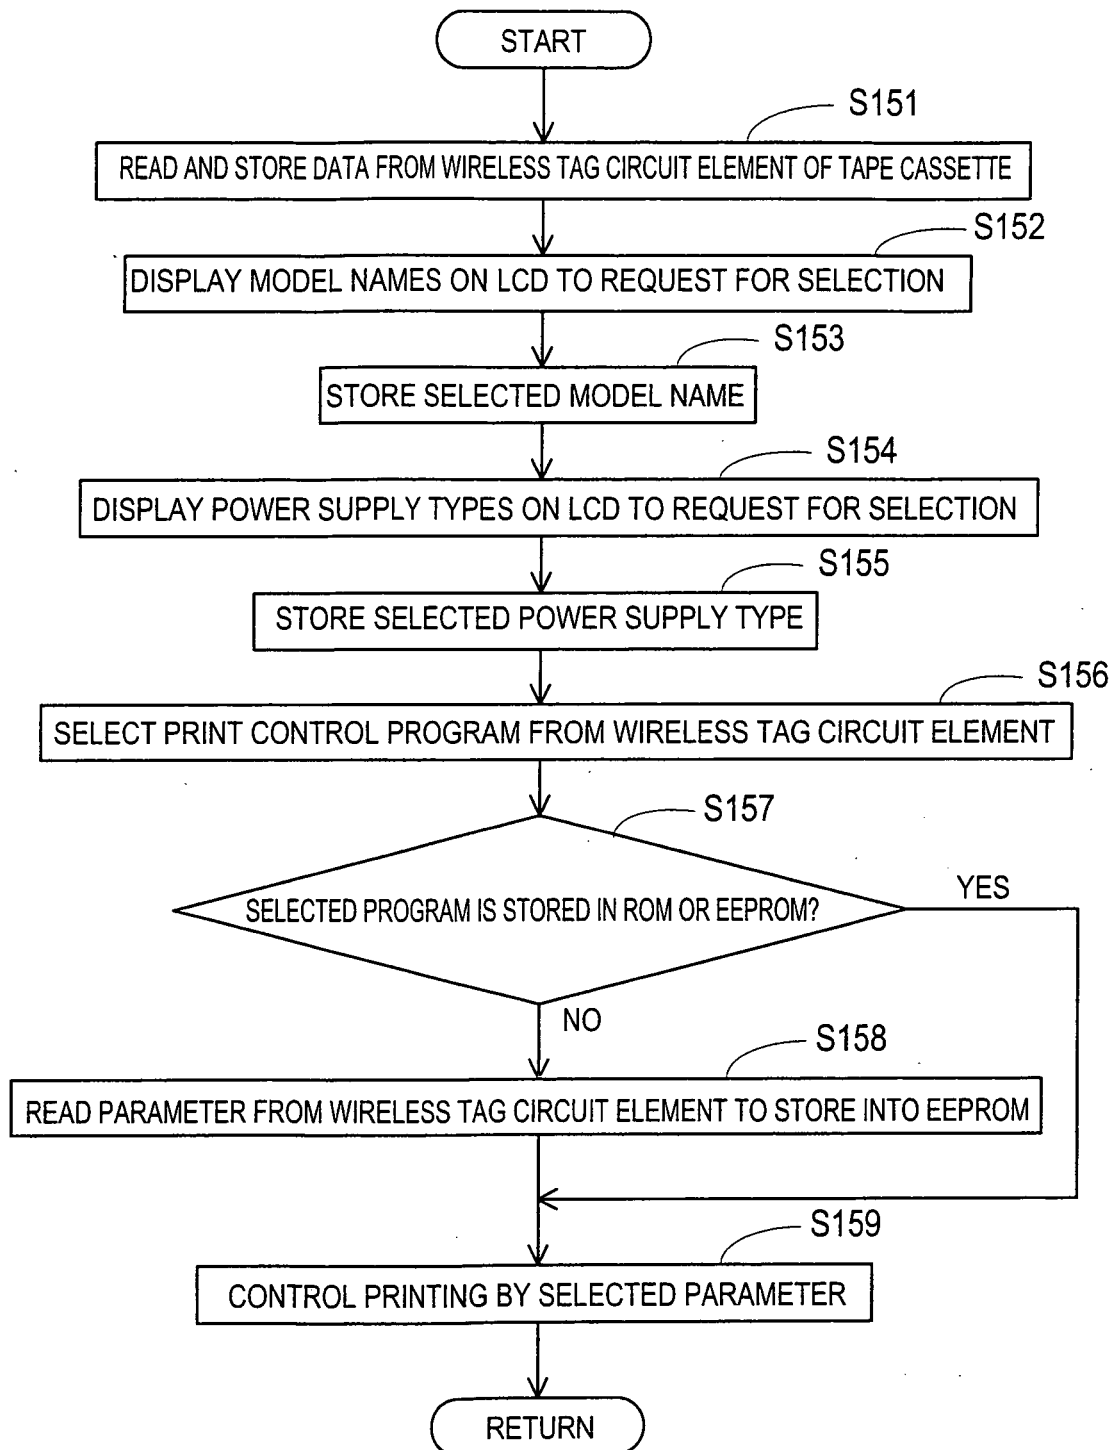 START
S151
READ AND STORE DATA FROM WIRELESS TAG CIRCUIT ELEMENT OF TAPE CASSETTE
S152
DISPLAY MODEL NAMES ON LCD TO REQUEST FOR SELECTION
S153
STORE SELECTED MODEL NAME
S154
DISPLAY POWER SUPPLY TYPES ON LCD TO REQUEST FOR SELECTION
S155
STORE SELECTED POWER SUPPLY TYPE
S156
SELECT PRINT CONTROL PROGRAM FROM WIRELESS TAG CIRCUIT ELEMENT
S157
SELECTED PROGRAM IS STORED IN ROM OR EEPROM?
YES
NO
S158
READ PARAMETER FROM WIRELESS TAG CIRCUIT ELEMENT TO STORE INTO EEPROM
S159
CONTROL PRINTING BY SELECTED PARAMETER
RETURN